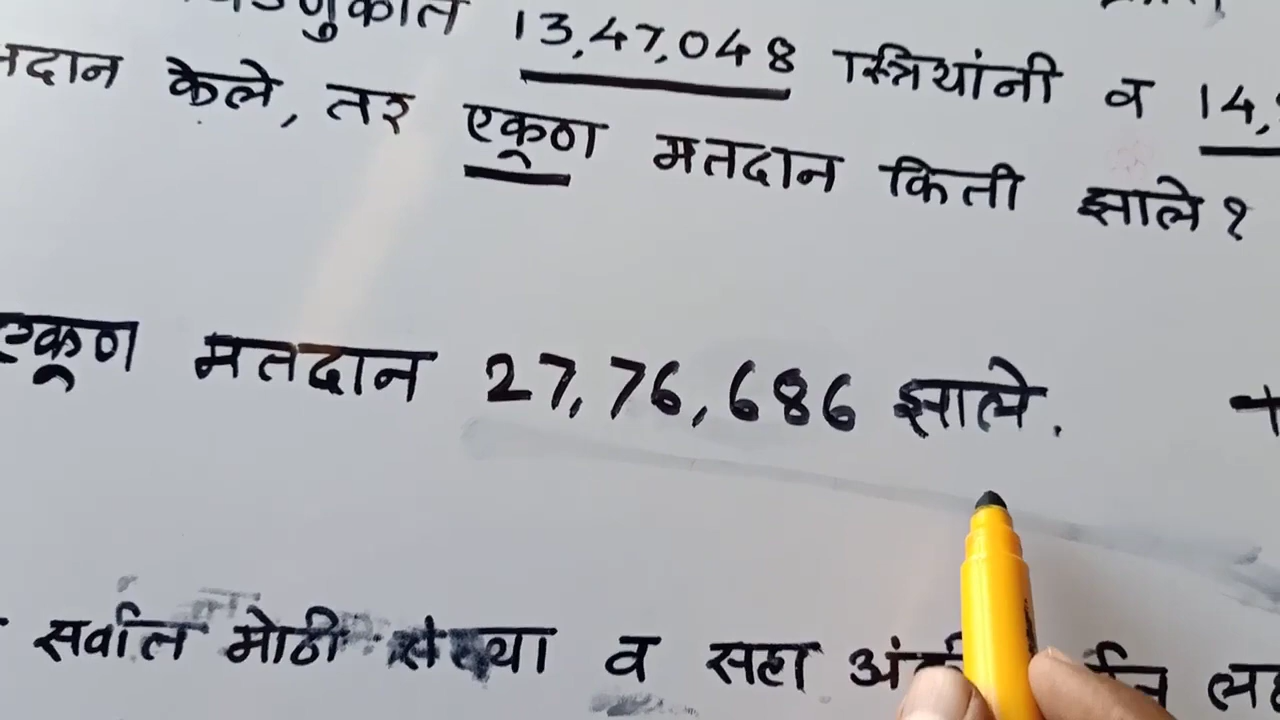 13,47,048 स्त्रियांनी व 14,
केले, तर एकूण मतदान किती झाले?
एकूण मतदान 27,76,686 झाले. +
सर्वात मोठी संख्या व सहा